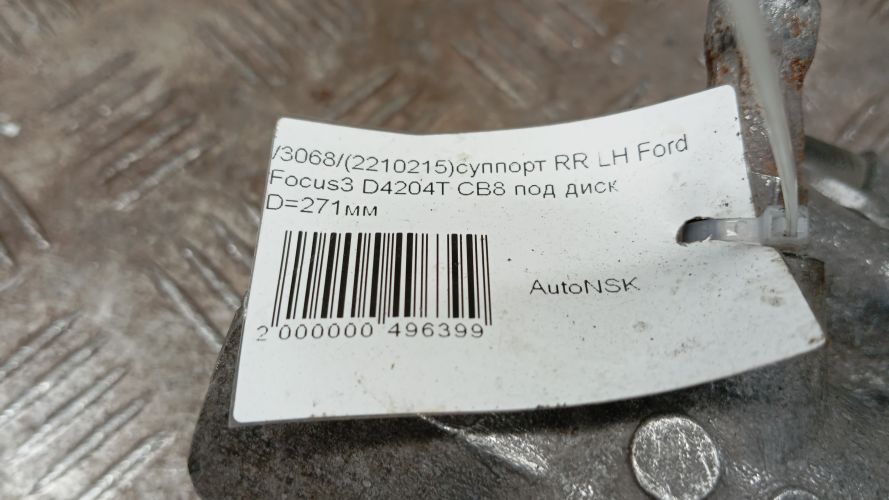 /3068/(2210215)суппорт RR LH Ford
Focus3 D4204T CB8 под диск
D=271мм
AutoNSK
2 000000 496399